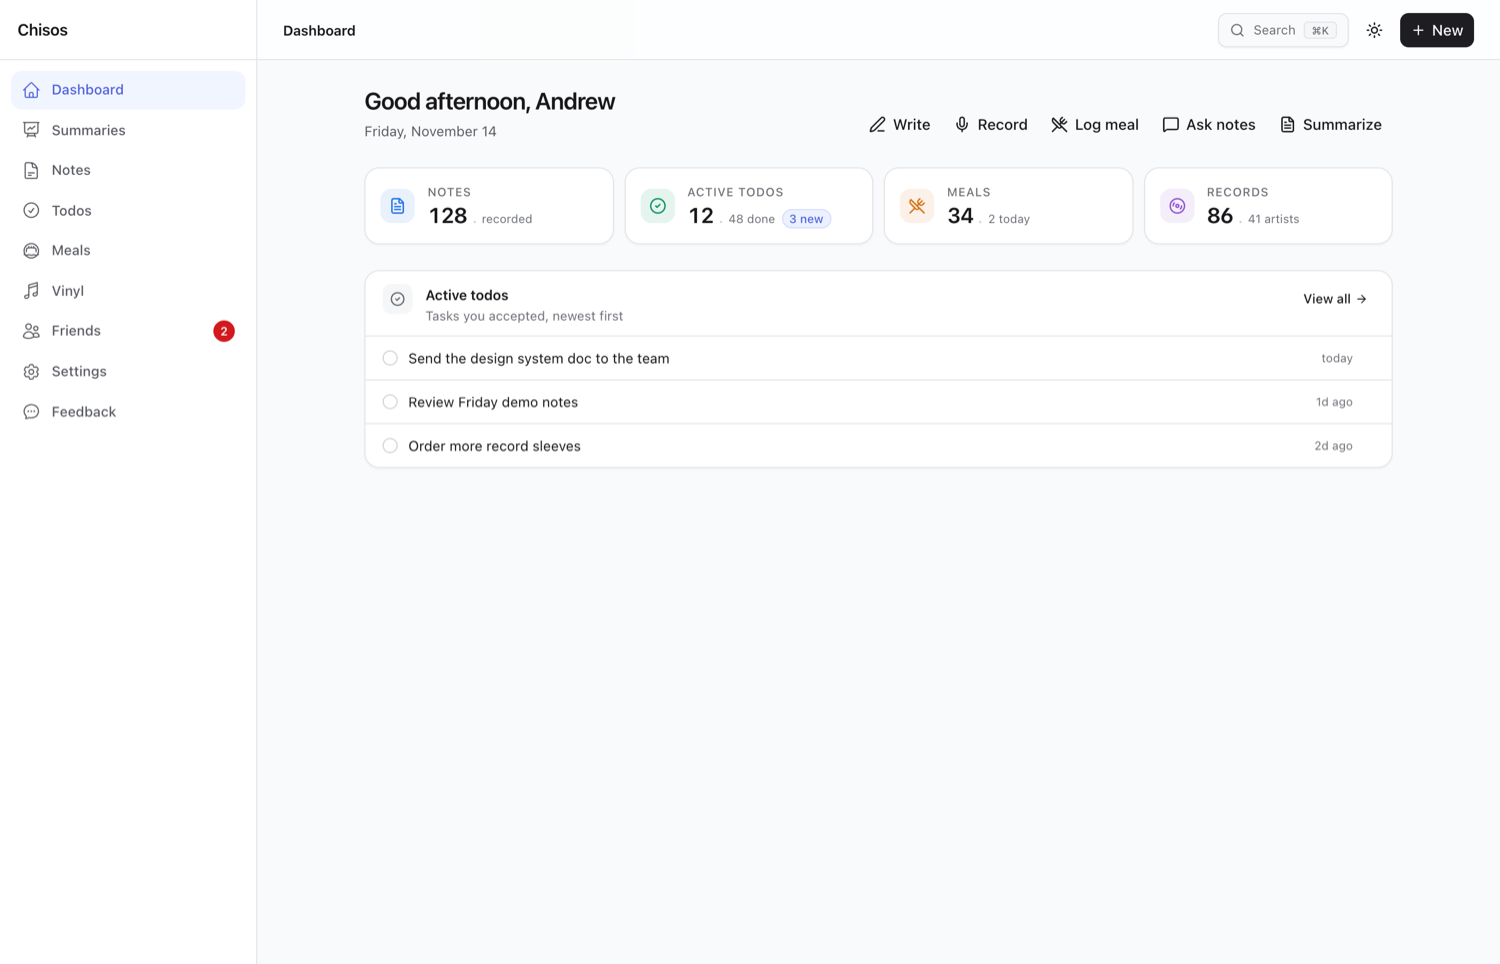 Chisos
Dashboard
Search ⌘K
New
Dashboard
Summaries
Notes
Todos
Meals
Vinyl
Friends 2
Settings
Feedback
Good afternoon, Andrew
Friday, November 14
Write Record Log meal Ask notes Summarize
NOTES
128 . recorded
ACTIVE TODOS
12 . 48 done 3 new
MEALS
34 . 2 today
RECORDS
86 . 41 artists
Active todos
Tasks you accepted, newest first
View all →
Send the design system doc to the team today
Review Friday demo notes 1d ago
Order more record sleeves 2d ago